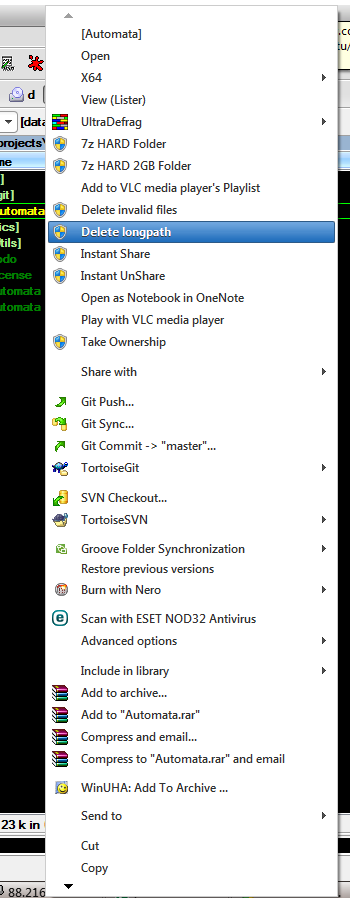 [Automata]
Open
X64
View (Lister)
UltraDefrag
7z HARD Folder
7z HARD 2GB Folder
Add to VLC media player's Playlist
Delete invalid files
Delete longpath
Instant Share
Instant UnShare
Open as Notebook in OneNote
Play with VLC media player
Take Ownership
Share with
Git Push...
Git Sync...
Git Commit -> "master"...
TortoiseGit
SVN Checkout...
TortoiseSVN
Groove Folder Synchronization
Restore previous versions
Burn with Nero
Scan with ESET NOD32 Antivirus
Advanced options
Include in library
Add to archive...
Add to "Automata.rar"
Compress and email...
Compress to "Automata.rar" and email
WinUHA: Add To Archive ...
Send to
Cut
Copy
d
[data
projects\
me
]
git]
utomata
ics]
Utils]
odo
cense
utomata
utomata
23 k in
88.216
.co
tu/